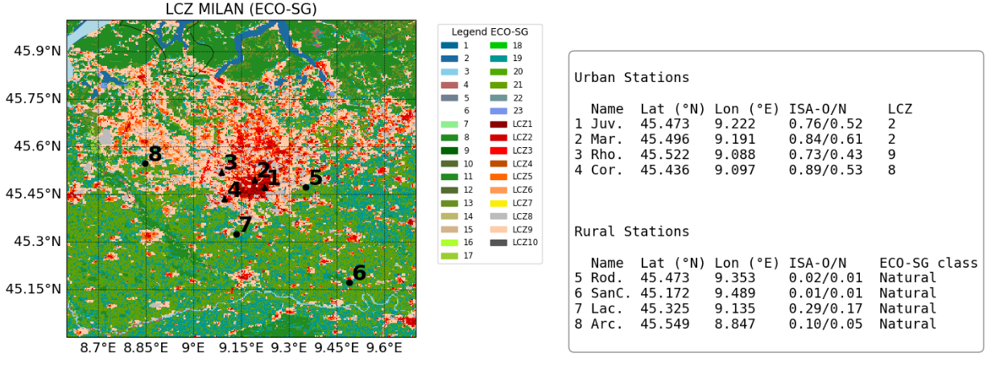 LCZ MILAN (ECO-SG)
45.9°N
45.75°N
45.6°N
45.45°N
45.3°N
45.15°N
8.7°E 8.85°E 9°E 9.15°E 9.3°E 9.45°E 9.6°E
8
3
2
1
5
4
7
6
Legend ECO-SG
1 18
2 19
3 20
4 21
5 22
6 23
7 LCZ1
8 LCZ2
9 LCZ3
10 LCZ4
11 LCZ5
12 LCZ6
13 LCZ7
14 LCZ8
15 LCZ9
16 LCZ10
17
Urban Stations
Name Lat (°N) Lon (°E) ISA-O/N LCZ
1 Juv. 45.473 9.222 0.76/0.52 2
2 Mar. 45.496 9.191 0.84/0.61 2
3 Rho. 45.522 9.088 0.73/0.43 9
4 Cor. 45.436 9.097 0.89/0.53 8
Rural Stations
Name Lat (°N) Lon (°E) ISA-O/N ECO-SG class
5 Rod. 45.473 9.353 0.02/0.01 Natural
6 SanC. 45.172 9.489 0.01/0.01 Natural
7 Lac. 45.325 9.135 0.29/0.17 Natural
8 Arc. 45.549 8.847 0.10/0.05 Natural